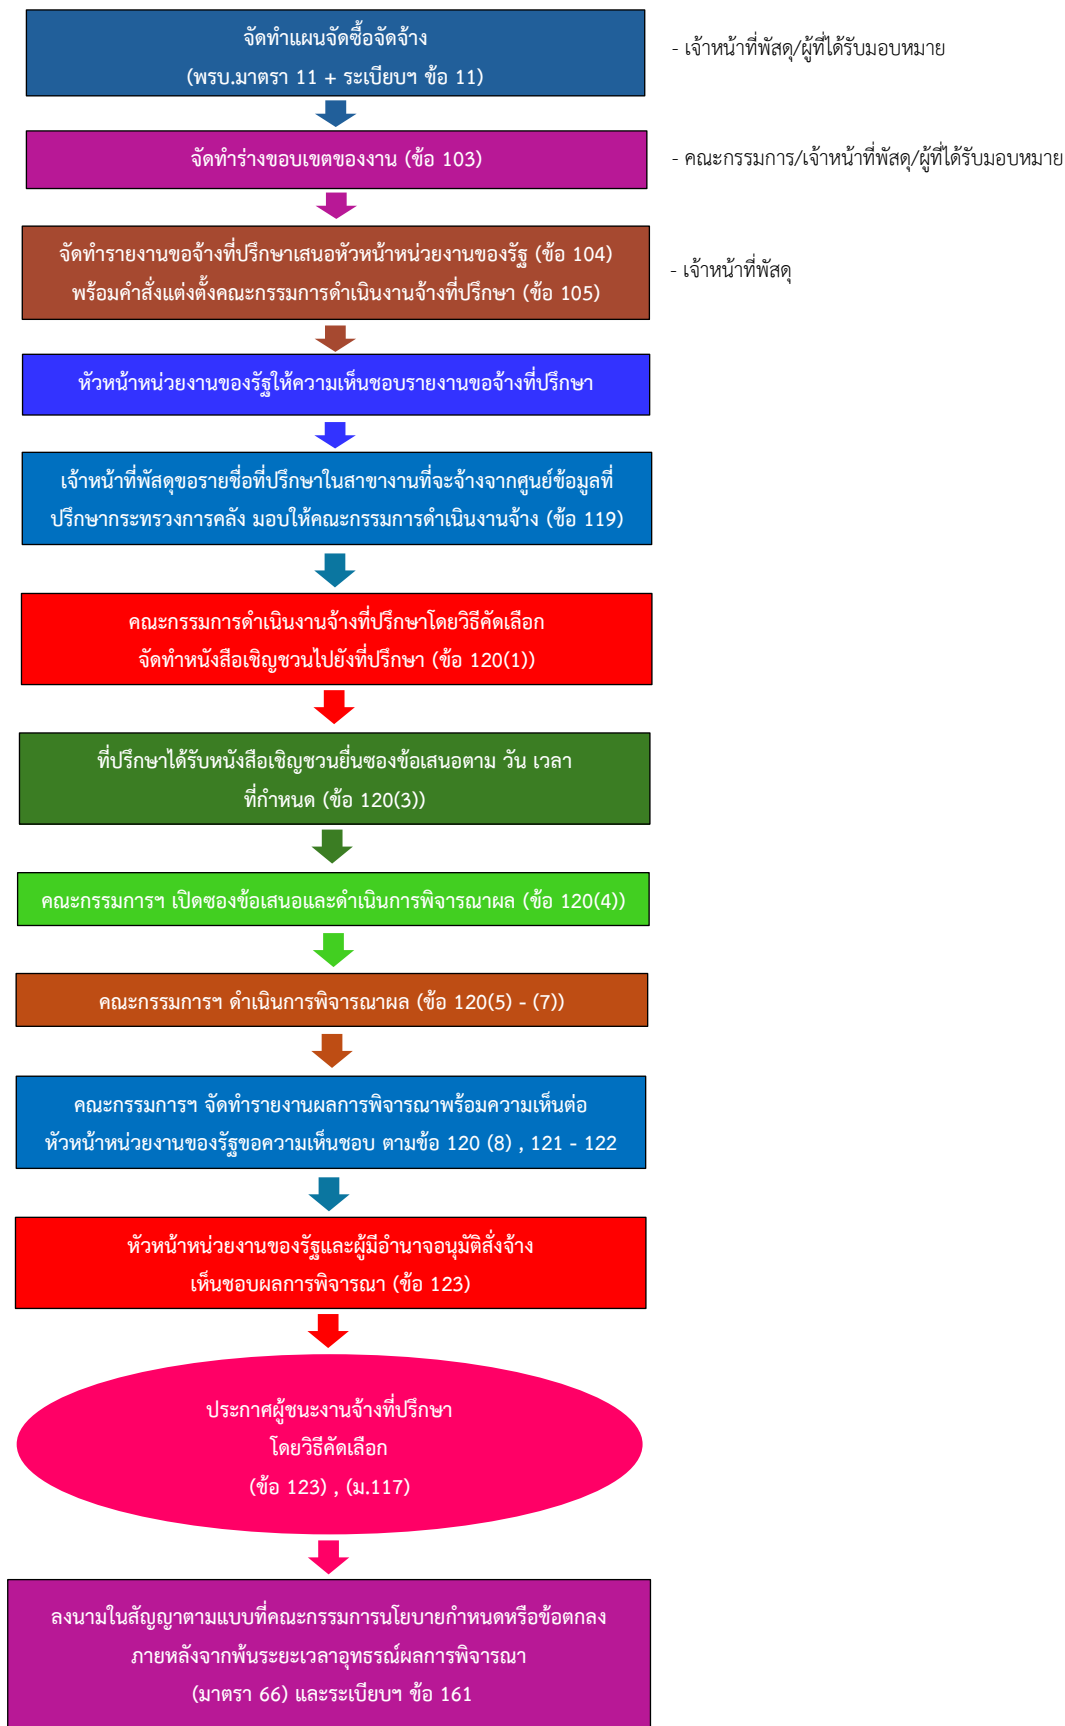 จัดทำแผนจัดซื้อจัดจ้าง
(พรบ.มาตรา 11 + ระเบียบฯ ข้อ 11)
- เจ้าหน้าที่พัสดุ/ผู้ที่ได้รับมอบหมาย
จัดทำร่างขอบเขตของงาน (ข้อ 103)
- คณะกรรมการ/เจ้าหน้าที่พัสดุ/ผู้ที่ได้รับมอบหมาย
จัดทำรายงานขอจ้างที่ปรึกษาเสนอหัวหน้าหน่วยงานของรัฐ (ข้อ 104)
พร้อมคำสั่งแต่งตั้งคณะกรรมการดำเนินงานจ้างที่ปรึกษา (ข้อ 105)
- เจ้าหน้าที่พัสดุ
หัวหน้าหน่วยงานของรัฐให้ความเห็นชอบรายงานขอจ้างที่ปรึกษา
เจ้าหน้าที่พัสดุขอรายชื่อที่ปรึกษาในสาขางานที่จะจ้างจากศูนย์ข้อมูลที่
ปรึกษากระทรวงการคลัง มอบให้คณะกรรมการดำเนินงานจ้าง (ข้อ 119)
คณะกรรมการดำเนินงานจ้างที่ปรึกษาโดยวิธีคัดเลือก
จัดทำหนังสือเชิญชวนไปยังที่ปรึกษา (ข้อ 120(1))
ที่ปรึกษาได้รับหนังสือเชิญชวนยื่นซองข้อเสนอตาม วัน เวลา
ที่กำหนด (ข้อ 120(3))
คณะกรรมการฯ เปิดซองข้อเสนอและดำเนินการพิจารณาผล (ข้อ 120(4))
คณะกรรมการฯ ดำเนินการพิจารณาผล (ข้อ 120(5) - (7))
คณะกรรมการฯ จัดทำรายงานผลการพิจารณาพร้อมความเห็นต่อ
หัวหน้าหน่วยงานของรัฐขอความเห็นชอบ ตามข้อ 120 (8) , 121 - 122
หัวหน้าหน่วยงานของรัฐและผู้มีอำนาจอนุมัติสั่งจ้าง
เห็นชอบผลการพิจารณา (ข้อ 123)
ประกาศผู้ชนะงานจ้างที่ปรึกษา
โดยวิธีคัดเลือก
(ข้อ 123) , (ม.117)
ลงนามในสัญญาตามแบบที่คณะกรรมการนโยบายกำหนดหรือข้อตกลง
ภายหลังจากพ้นระยะเวลาอุทธรณ์ผลการพิจารณา
(มาตรา 66) และระเบียบฯ ข้อ 161